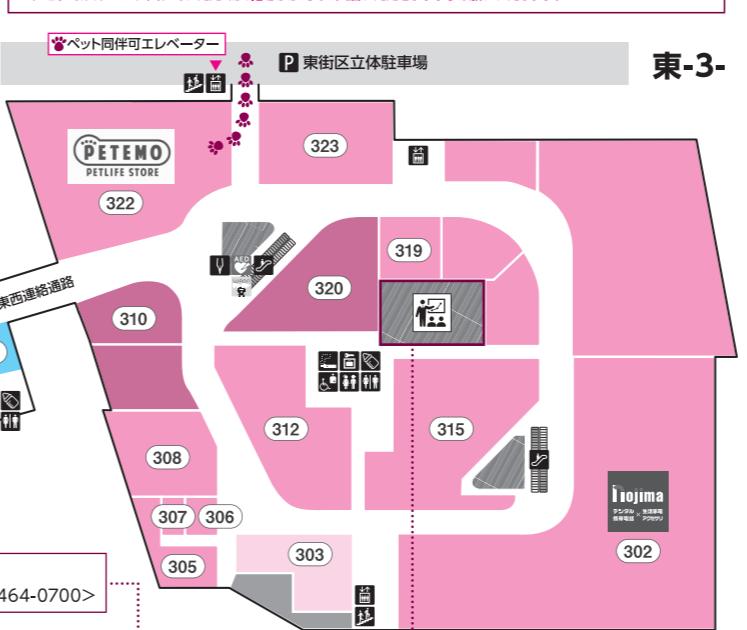 ペット同伴可エレベーター
P 東街区立体駐車場
東-3-
PETEMO
PETLIFE STORE
322
323
319
AED
320
東西連絡通路
310
312
315
308
307
306
305
303
nojima
デジタル
携帯電話 × 生活家電
アクセサリ
302
464-0700>